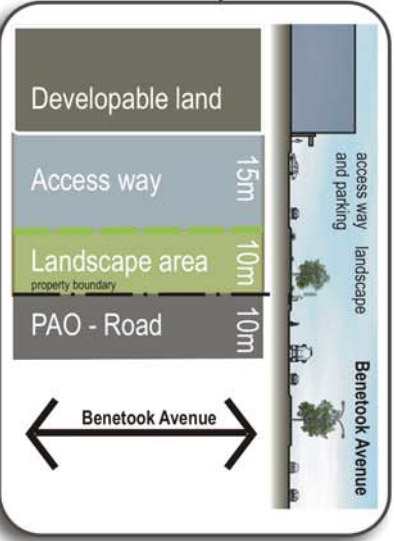 Developable land
Access way
15m
Landscape area
10m
property boundary
PAO - Road
10m
Benetook Avenue
access way
and parking
landscape
Benetook Avenue